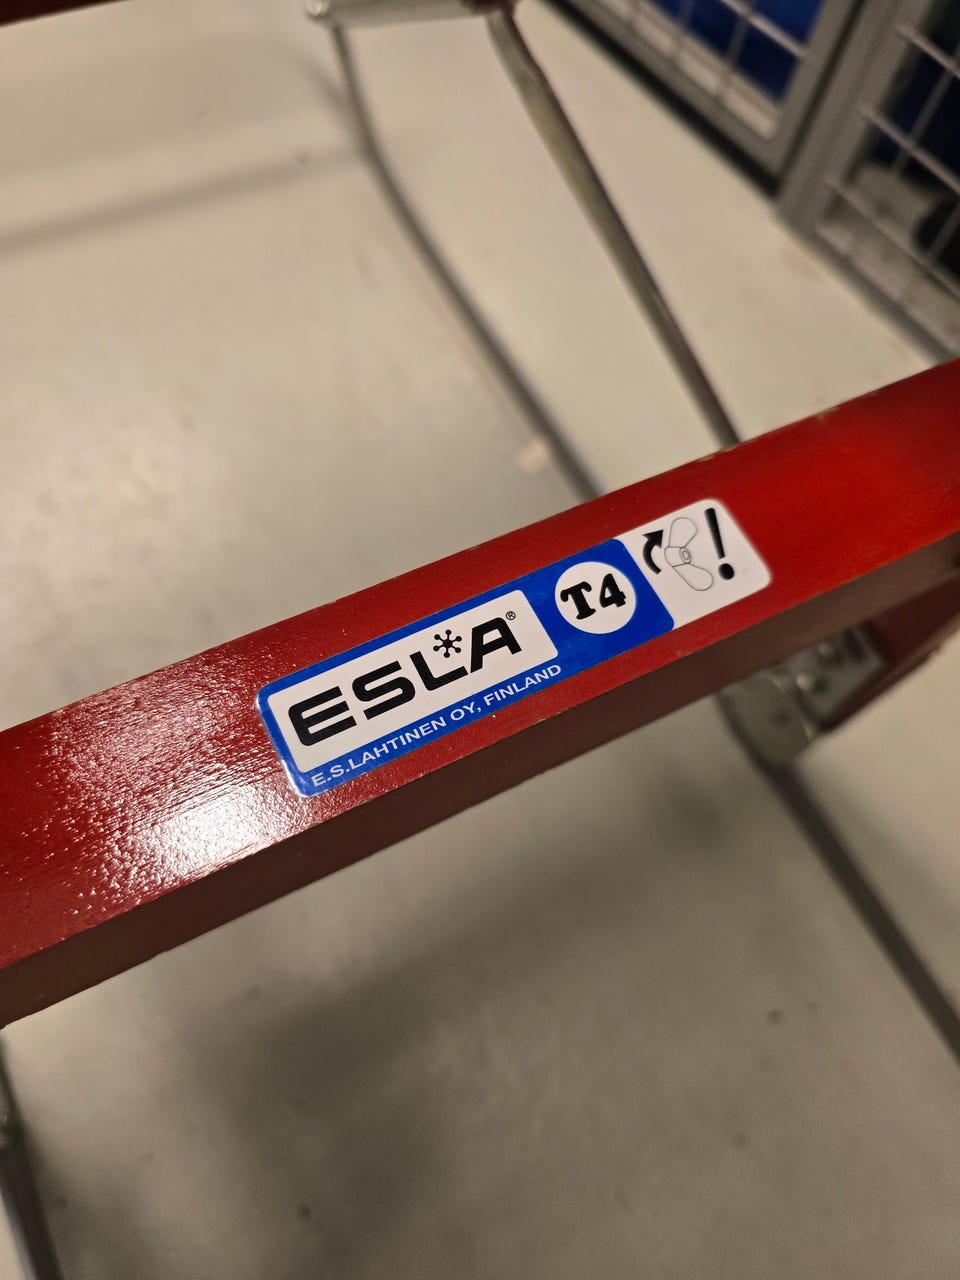 ESLA®
E.S.LAHTINEN OY, FINLAND
T4
!